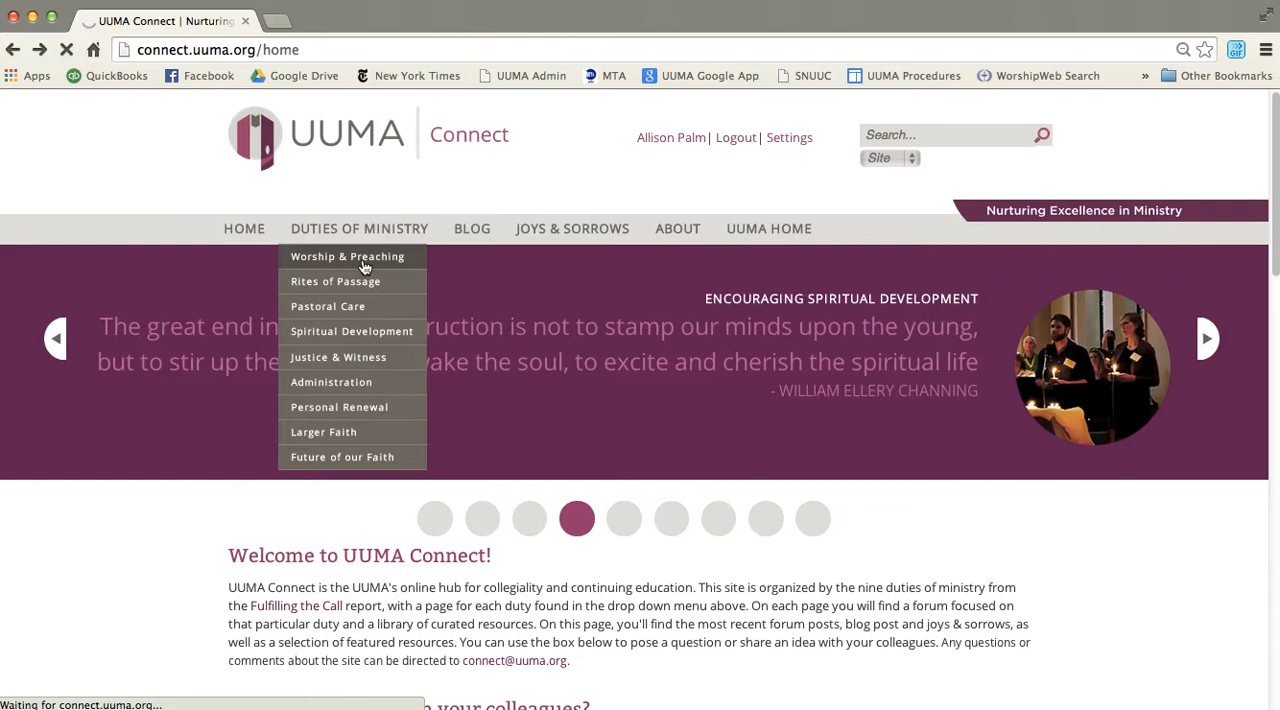 UUMA Connect | Nurturing
connect.uuma.org/home
Apps QuickBooks Facebook Google Drive New York Times UUMA Admin MTA UUMA Google App SNUUC UUMA Procedures WorshipWeb Search » Other Bookmarks
UUMA Connect
Allison Palm| Logout| Settings
Search...
Site
Nurturing Excellence in Ministry
HOME DUTIES OF MINISTRY BLOG JOYS & SORROWS ABOUT UUMA HOME
Worship & Preaching
Rites of Passage
Pastoral Care
Spiritual Development
Justice & Witness
Administration
Personal Renewal
Larger Faith
Future of our Faith
ENCOURAGING SPIRITUAL DEVELOPMENT
The great end in ruction is not to stamp our minds upon the young,
but to stir up the ake the soul, to excite and cherish the spiritual life
- WILLIAM ELLERY CHANNING
Welcome to UUMA Connect!
UUMA Connect is the UUMA's online hub for collegiality and continuing education. This site is organized by the nine duties of ministry from
the Fulfilling the Call report, with a page for each duty found in the drop down menu above. On each page you will find a forum focused on
that particular duty and a library of curated resources. On this page, you'll find the most recent forum posts, blog post and joys & sorrows, as
well as a selection of featured resources. You can use the box below to pose a question or share an idea with your colleagues. Any questions or
comments about the site can be directed to connect@uuma.org.
your colleagues?
Waiting for connect.uuma.org...